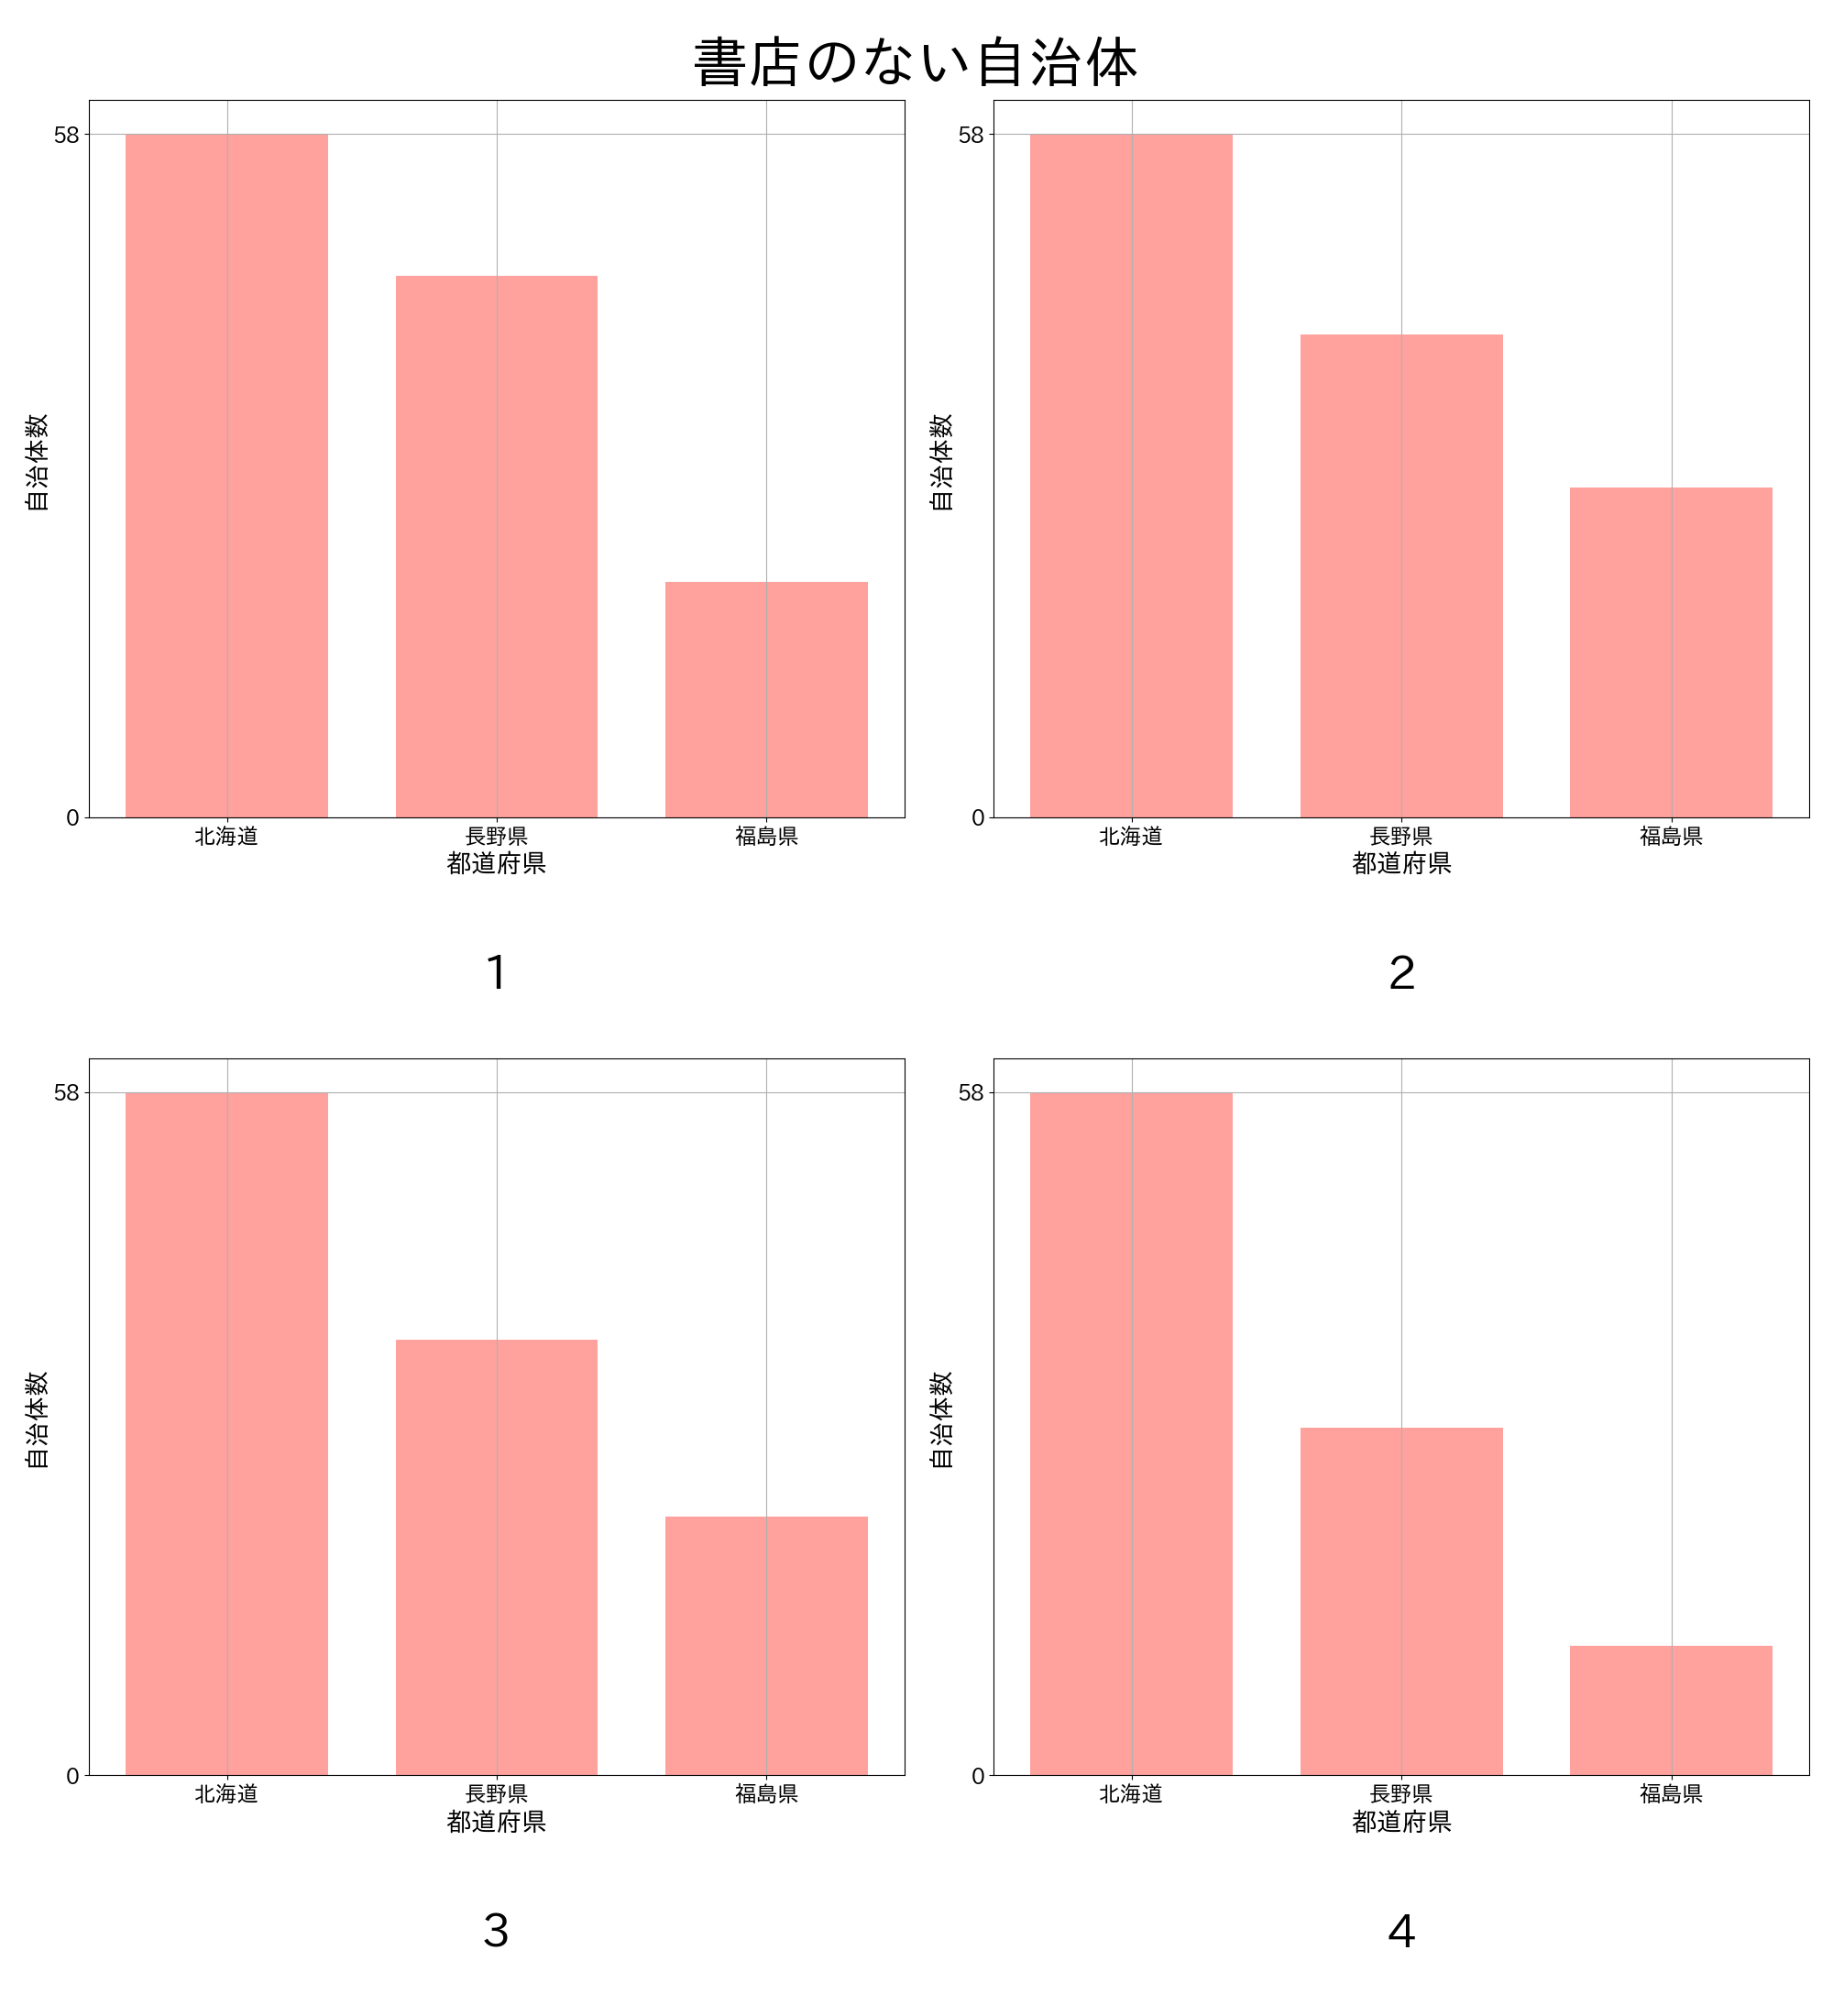 書店のない自治体
58
0
自治体数
北海道
長野県
福島県
都道府県
1
58
0
自治体数
北海道
長野県
福島県
都道府県
2
58
0
自治体数
北海道
長野県
福島県
都道府県
3
58
0
自治体数
北海道
長野県
福島県
都道府県
4